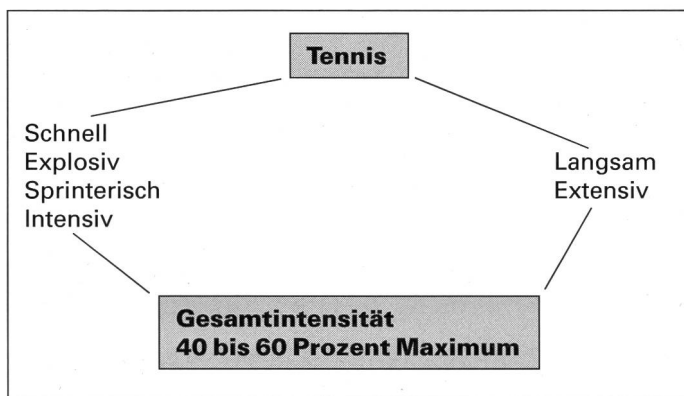 Tennis
Schnell
Explosiv
Sprinterisch
Intensiv
Langsam
Extensiv
Gesamtintensität
40 bis 60 Prozent Maximum